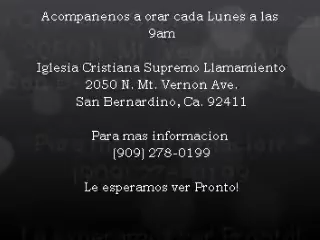 Acompanenos a orar cada Lunes a las
9am
Iglesia Cristiana Supremo Llamamiento
2050 N. Mt. Vernon Ave.
San Bernardino, Ca. 92411
Para mas informacion
(909) 278-0199
Le esperamos ver Pronto!